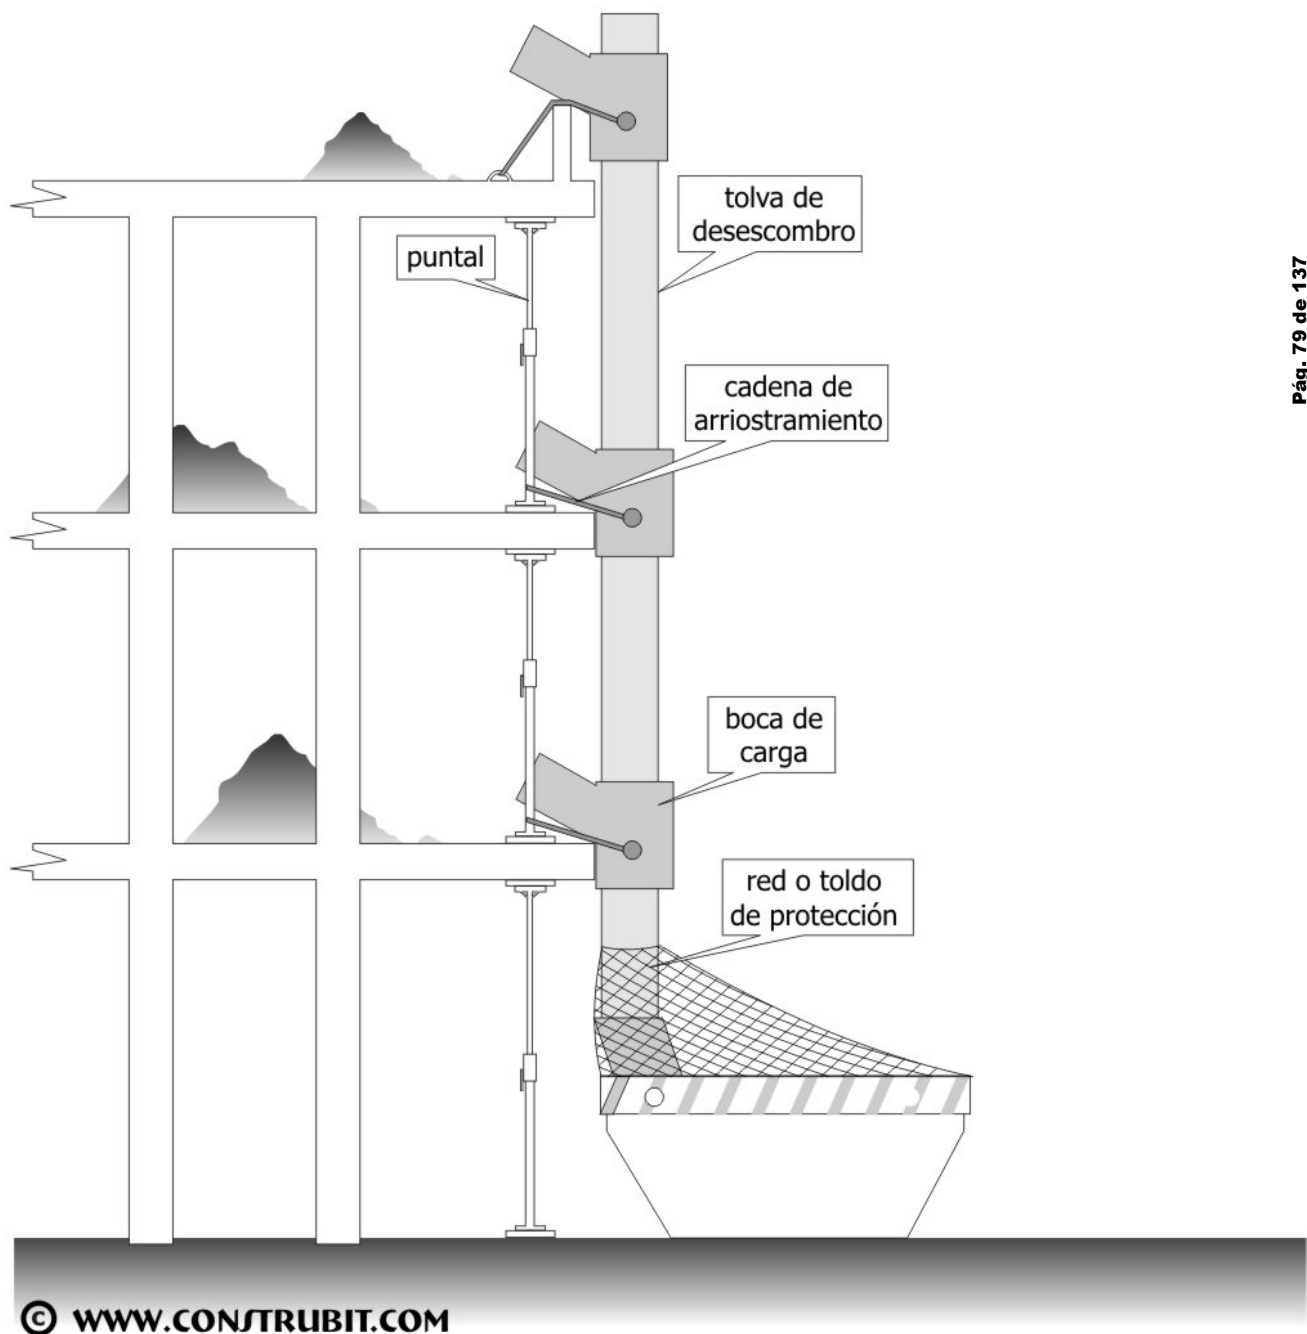 tolva de
desescombro
puntal
Pág. 79 de 137
cadena de
arriostramiento
boca de
carga
red o toldo
de protección
© WWW.CONSTRUBIT.COM